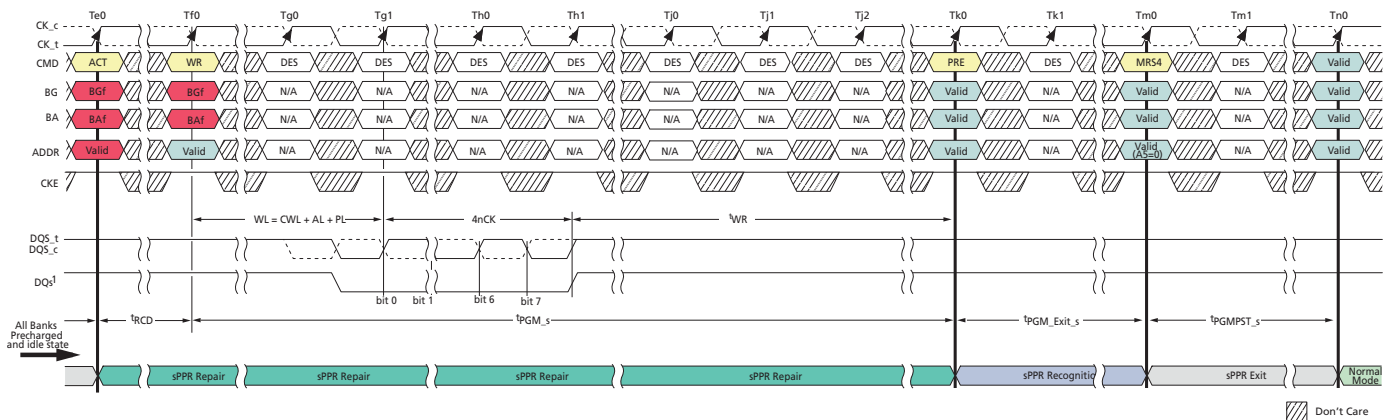 Te0 Tf0 Tg0 Tg1 Th0 Th1 Tj0 Tj1 Tj2 Tk0 Tk1 Tm0 Tm1 Tn0
CK_c
CK_t
CMD ACT WR DES DES DES DES DES DES DES PRE DES MRS4 DES Valid
BG BGf BGf N/A N/A N/A N/A N/A N/A N/A Valid N/A Valid N/A Valid
BA BAf BAf N/A N/A N/A N/A N/A N/A N/A Valid N/A Valid N/A Valid
ADDR Valid Valid N/A N/A N/A N/A N/A N/A N/A Valid N/A Valid (A5=0) N/A Valid
CKE
WL = CWL + AL + PL 4nCK tWR
DQS_t
DQS_c
DQs1
bit 0 bit 1 bit 6 bit 7
All Banks
Precharged
and idle state
tRCD tPGM_s tPGM_Exit_s tPGMPST_s
sPPR Repair sPPR Repair sPPR Repair sPPR Repair sPPR Recognitic sPPR Exit Normal
Mode
Don't Care